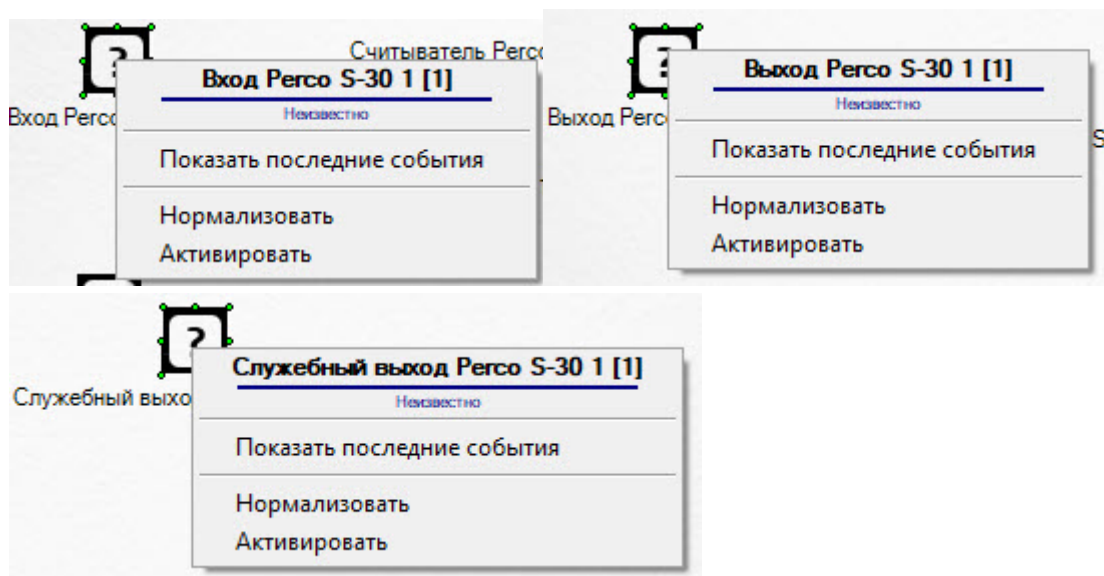 Считыватель Perco
Вход Perco S-30 1 [1]
Неизвестно
Вход Perco
Показать последние события
Нормализовать
Активировать
Выход Perco S-30 1 [1]
Неизвестно
Выход Perco
Показать последние события
S
Нормализовать
Активировать
Служебный выход Perco S-30 1 [1]
Неизвестно
Служебный выхо
Показать последние события
Нормализовать
Активировать